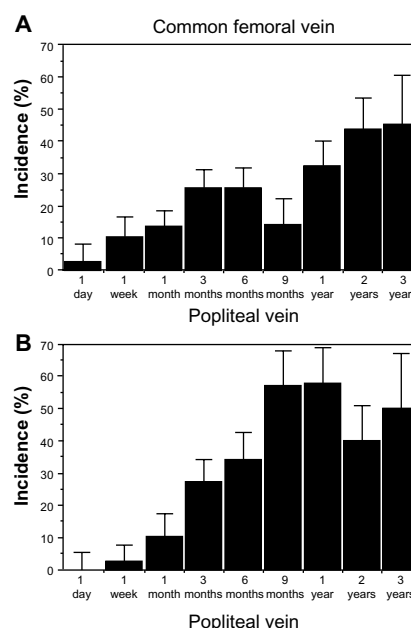 A
Common femoral vein
Incidence (%)
70
60
50
40
30
20
10
0
1 1 1 3 6 9 1 2 3
day week month months months months year years year
Popliteal vein
B
Incidence (%)
70
60
50
40
30
20
10
0
1 1 1 3 6 9 1 2 3
day week month months months months year years years
Popliteal vein